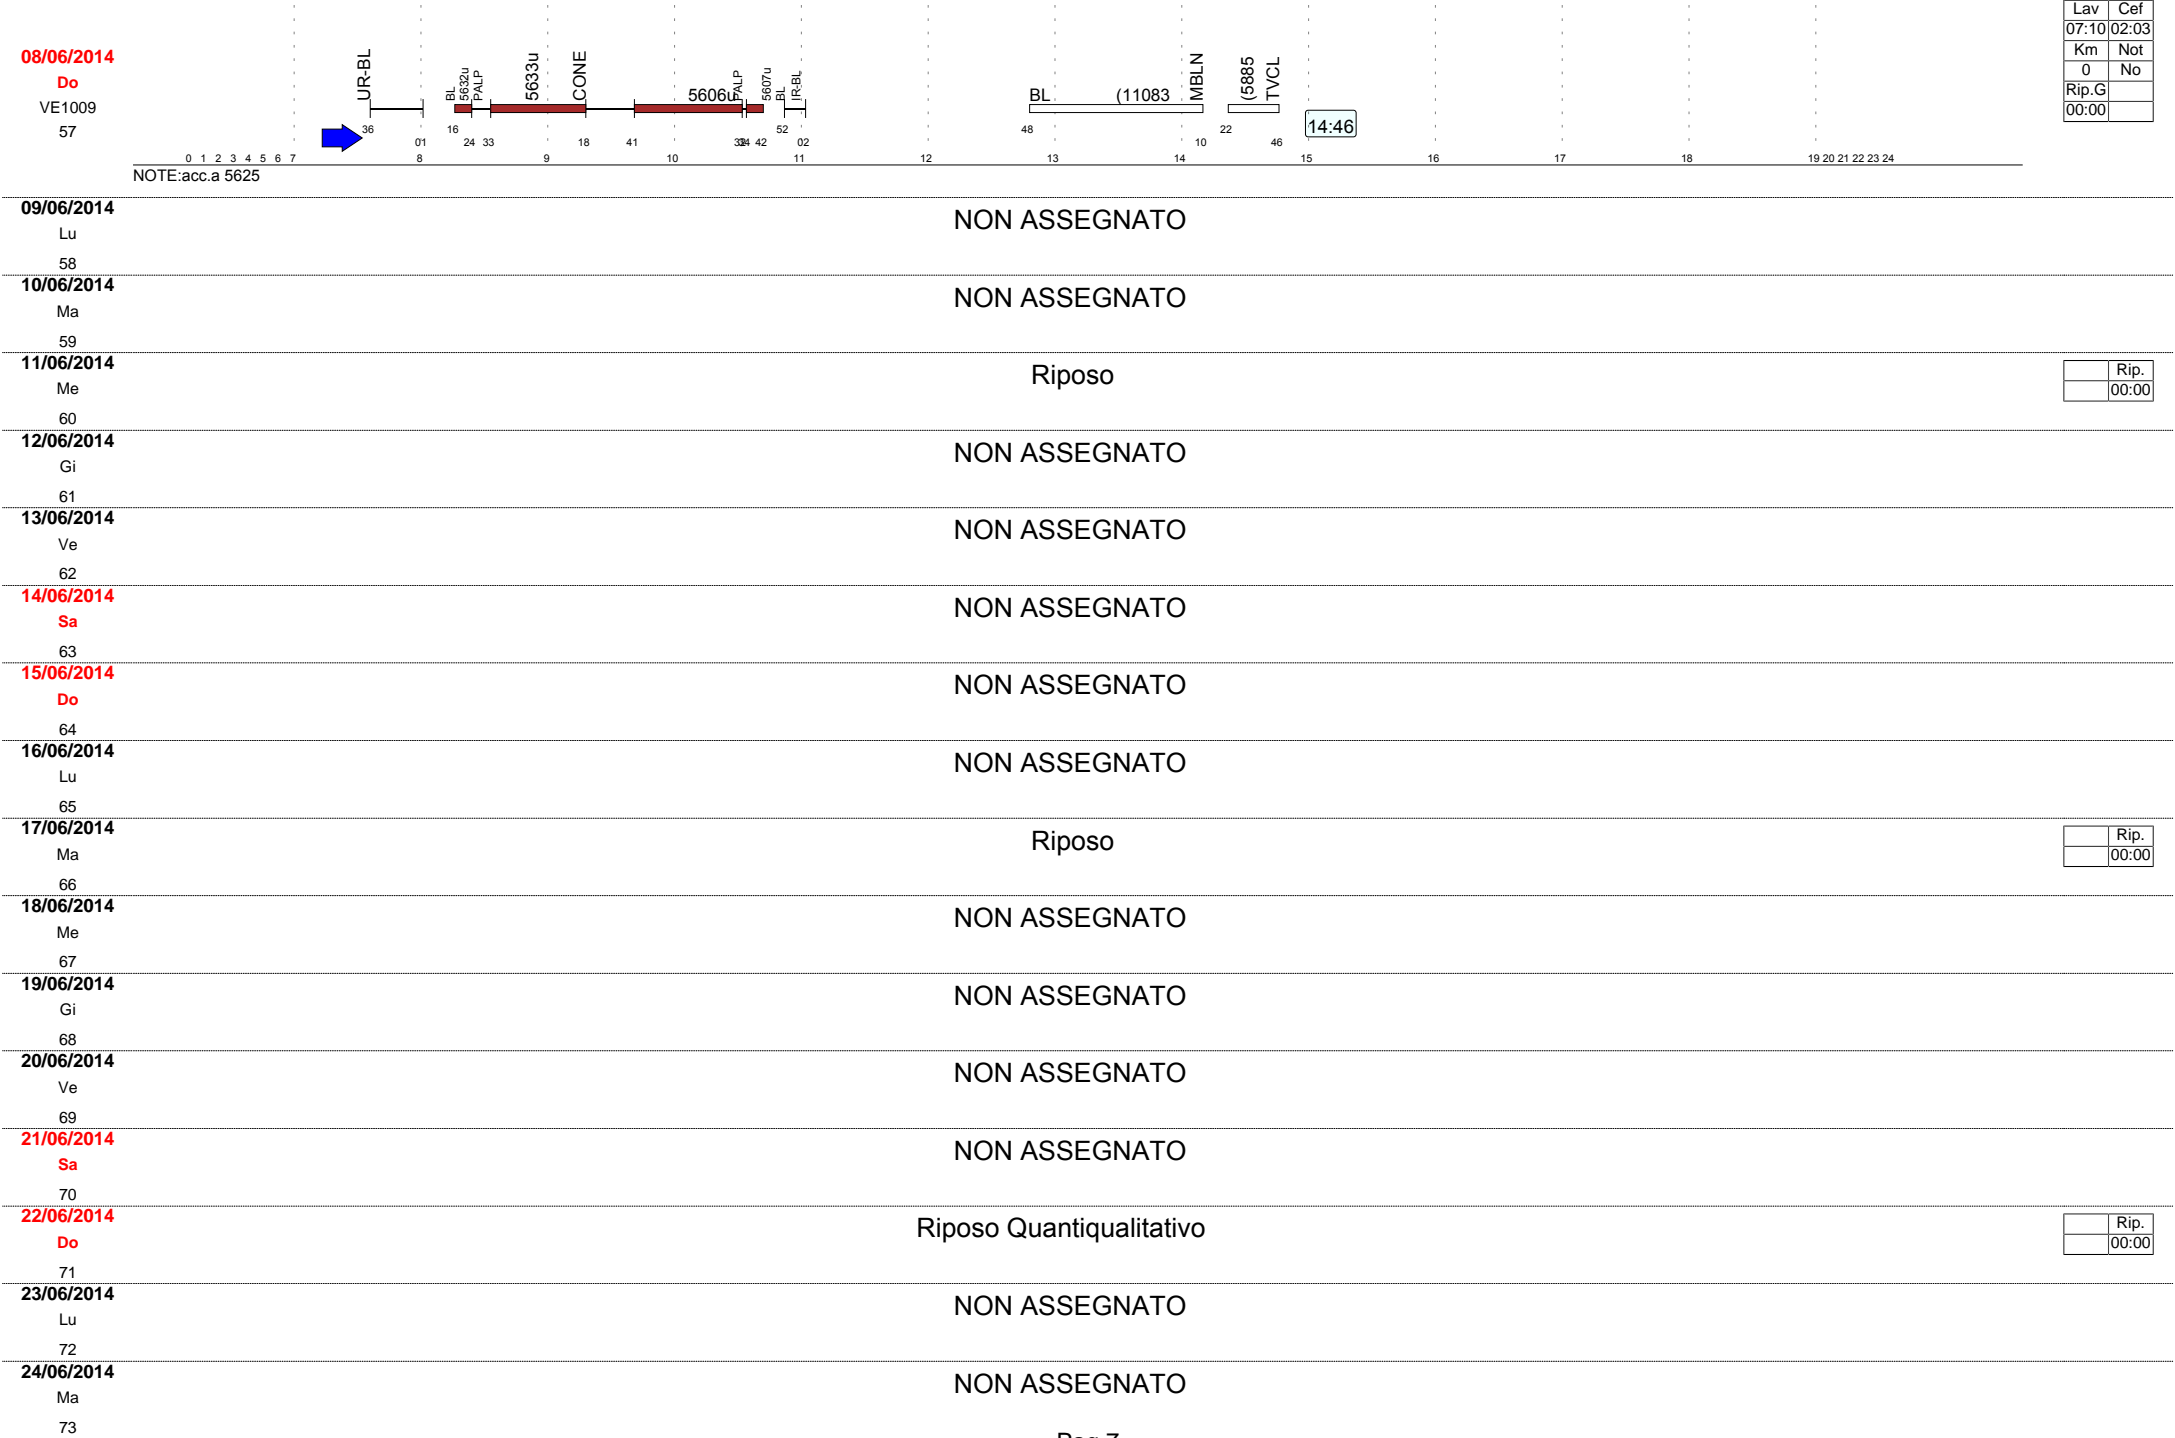 Lav Cef
07:10 02:03
Km Not
0 No
Rip.G
00:00
08/06/2014
Do
VE1009
57
UR-BL
BL
5632u
PALP
5633u
CONE
5606u
PALP
5607u
BL
IR-BL
BL
(11083
MBLN
(5885
TVCL
36 01 16 24 33 18 41 04 42 52 02 48 10 22 46
14:46
0 1 2 3 4 5 6 7 8 9 10 11 12 13 14 15 16 17 18 19 20 21 22 23 24
NOTE:acc.a 5625
09/06/2014
Lu
58
NON ASSEGNATO
10/06/2014
Ma
59
NON ASSEGNATO
11/06/2014
Me
60
Riposo
Rip.
00:00
12/06/2014
Gi
61
NON ASSEGNATO
13/06/2014
Ve
62
NON ASSEGNATO
14/06/2014
Sa
63
NON ASSEGNATO
15/06/2014
Do
64
NON ASSEGNATO
16/06/2014
Lu
65
NON ASSEGNATO
17/06/2014
Ma
66
Riposo
Rip.
00:00
18/06/2014
Me
67
NON ASSEGNATO
19/06/2014
Gi
68
NON ASSEGNATO
20/06/2014
Ve
69
NON ASSEGNATO
21/06/2014
Sa
70
NON ASSEGNATO
22/06/2014
Do
71
Riposo Quantiqualitativo
Rip.
00:00
23/06/2014
Lu
72
NON ASSEGNATO
24/06/2014
Ma
73
NON ASSEGNATO